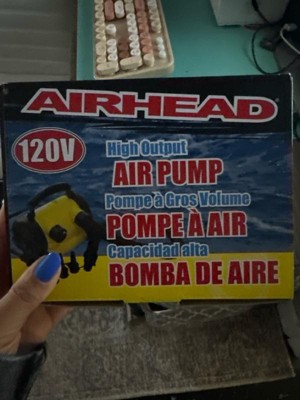 AIRHEAD
120V
High Output
AIR PUMP
Pompe à Gros Volume
POMPE À AIR
Capacidad alta
BOMBA DE AIRE